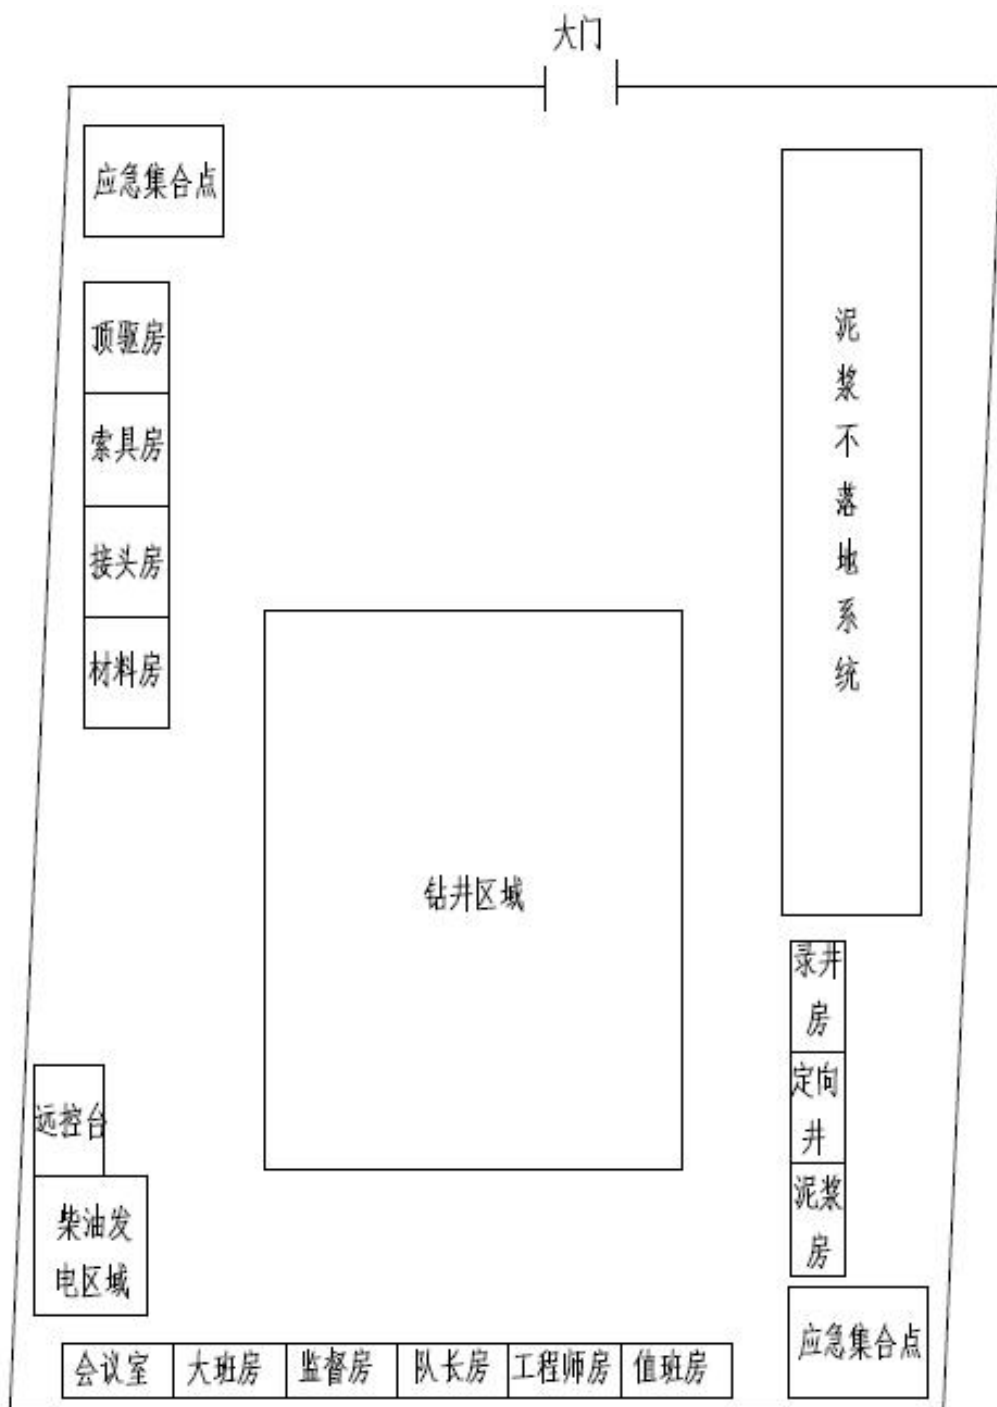 大门
应急集合点
顶驱房
索具房
接头房
材料房
泥
浆
不
落
地
系
统
钻井区域
录井
房
定向
井
泥浆
房
远控台
柴油发
电区域
会议室
大班房
监督房
队长房
工程师房
值班房
应急集合点